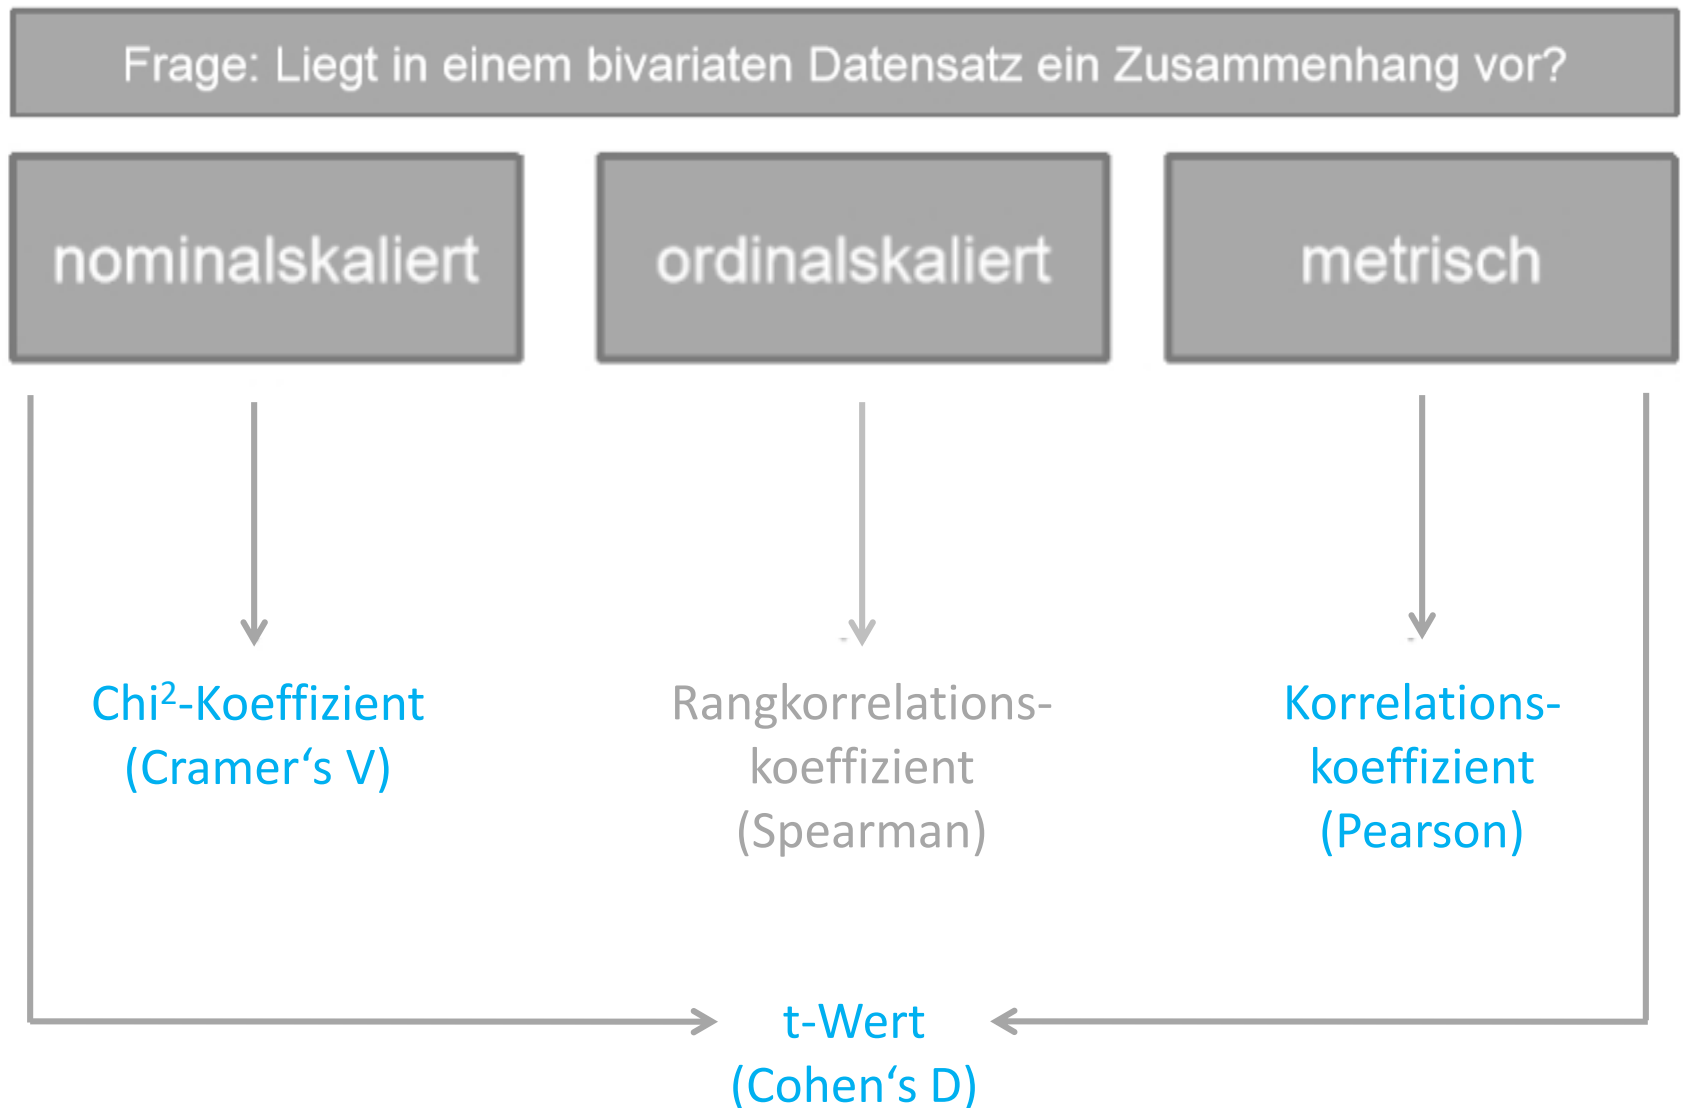 Frage: Liegt in einem bivariaten Datensatz ein Zusammenhang vor?
nominalskaliert
ordinalskaliert
metrisch
Chi²-Koeffizient
(Cramer‘s V)
Rangkorrelations-
koeffizient
(Spearman)
Korrelations-
koeffizient
(Pearson)
t-Wert
(Cohen‘s D)